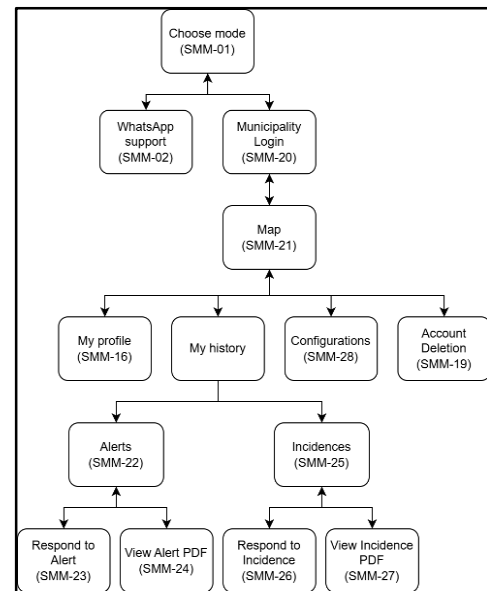 Choose mode
(SMM-01)
WhatsApp
support
(SMM-02)
Municipality
Login
(SMM-20)
Map
(SMM-21)
My profile
(SMM-16)
My history
Configurations
(SMM-28)
Account
Deletion
(SMM-19)
Alerts
(SMM-22)
Incidences
(SMM-25)
Respond to
Alert
(SMM-23)
View Alert PDF
(SMM-24)
Respond to
Incidence
(SMM-26)
View Incidence
PDF
(SMM-27)